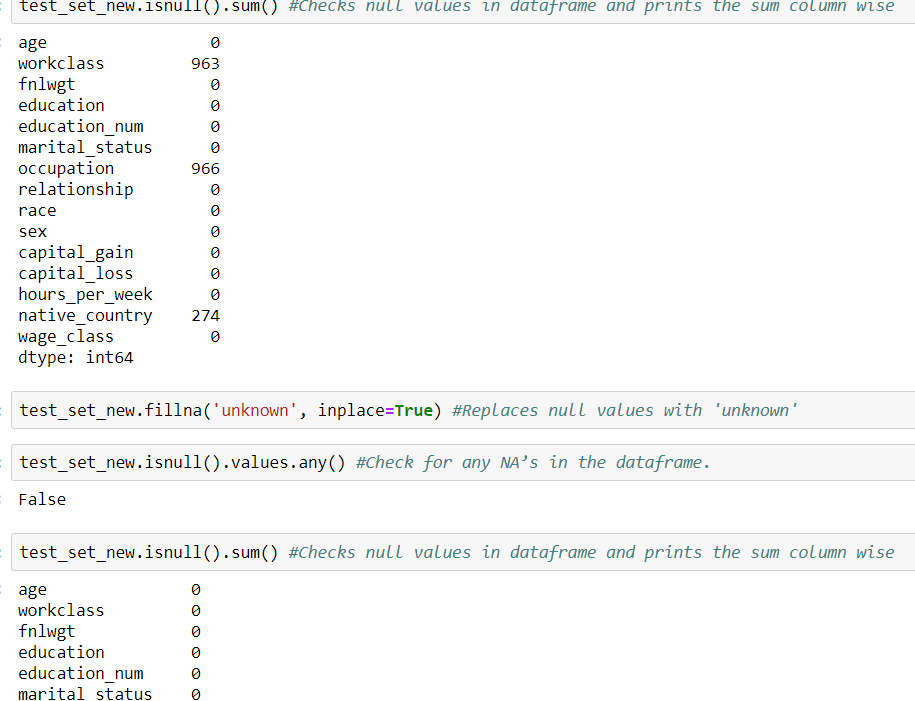 test_set_new.isnull().sum() #Checks null values in dataframe and prints the sum column wise
age 0
workclass 963
fnlwgt 0
education 0
education_num 0
marital_status 0
occupation 966
relationship 0
race 0
sex 0
capital_gain 0
capital_loss 0
hours_per_week 0
native_country 274
wage_class 0
dtype: int64
test_set_new.fillna('unknown', inplace=True) #Replaces null values with 'unknown'
test_set_new.isnull().values.any() #Check for any NA’s in the dataframe.
False
test_set_new.isnull().sum() #Checks null values in dataframe and prints the sum column wise
age 0
workclass 0
fnlwgt 0
education 0
education_num 0
marital status 0